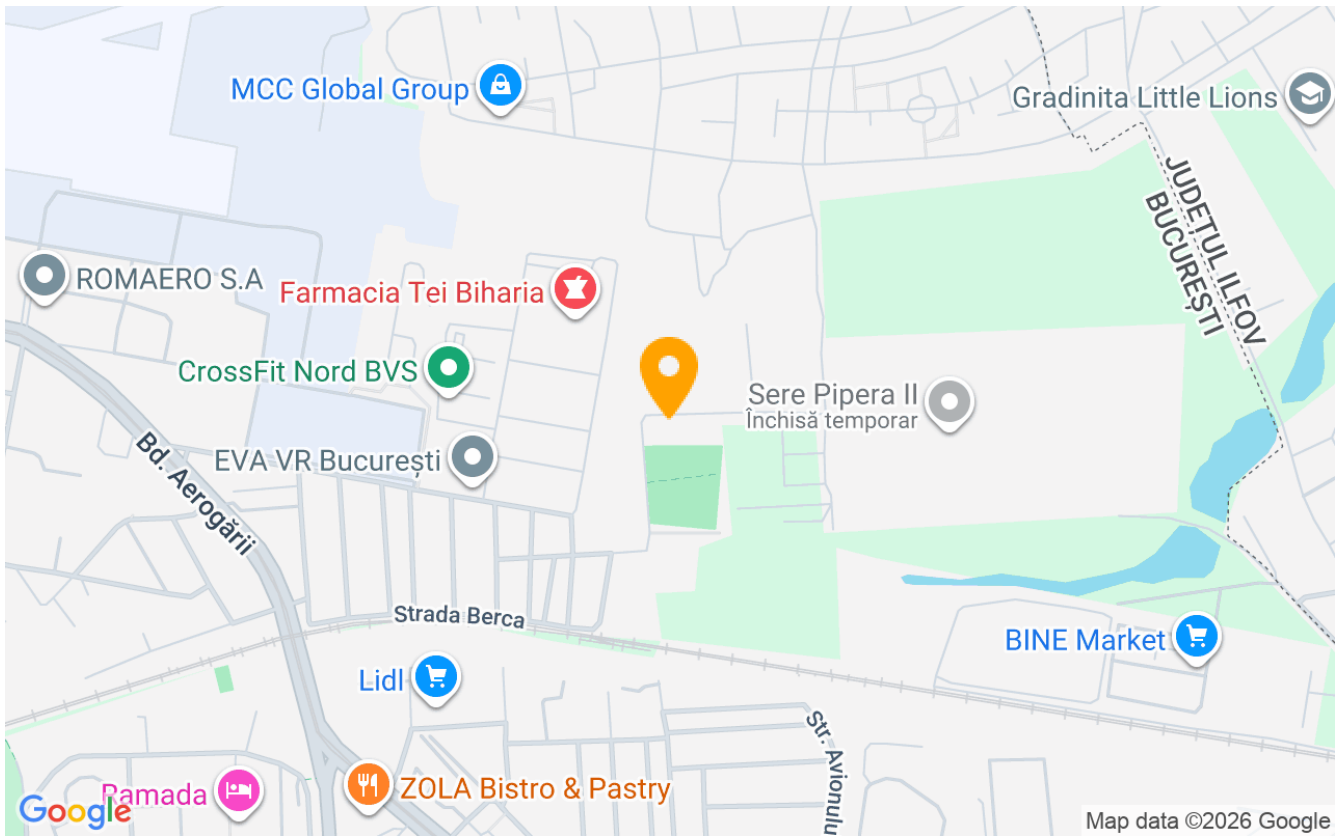 MCC Global Group
Gradinita Little Lions
JUDEȚUL ILFOV
BUCUREȘTI
ROMAERO S.A
Farmacia Tei Biharia
CrossFit Nord BVS
Sere Pipera II
Închisă temporar
EVA VR București
Bd. Aerogării
Strada Berca
BINE Market
Lidl
Str. Avionului
Ramada
ZOLA Bistro & Pastry
Google
Map data ©2026 Google